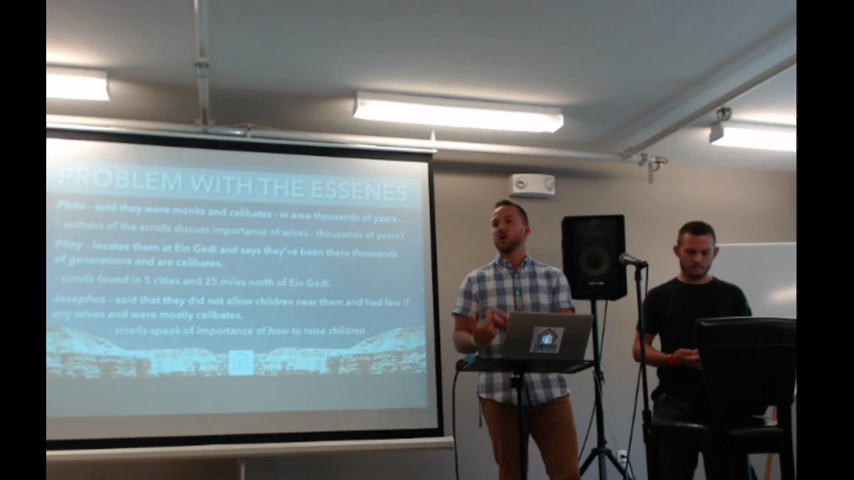 PROBLEM WITH THE ESSENES
Philo - said they were monks and celibates - in area thousands of years...
- authors of the scrolls discuss importance of wives - thousands of years?
Pliny - locates them at Ein Gedi and says they've been there thousands
of generations and are celibates.
- scrolls found in 5 cities and 25 miles north of Ein Gedi.
Josephus - said that they did not allow children near them and had few if
any wives and were mostly celibates.
- scrolls speak of importance of how to raise children